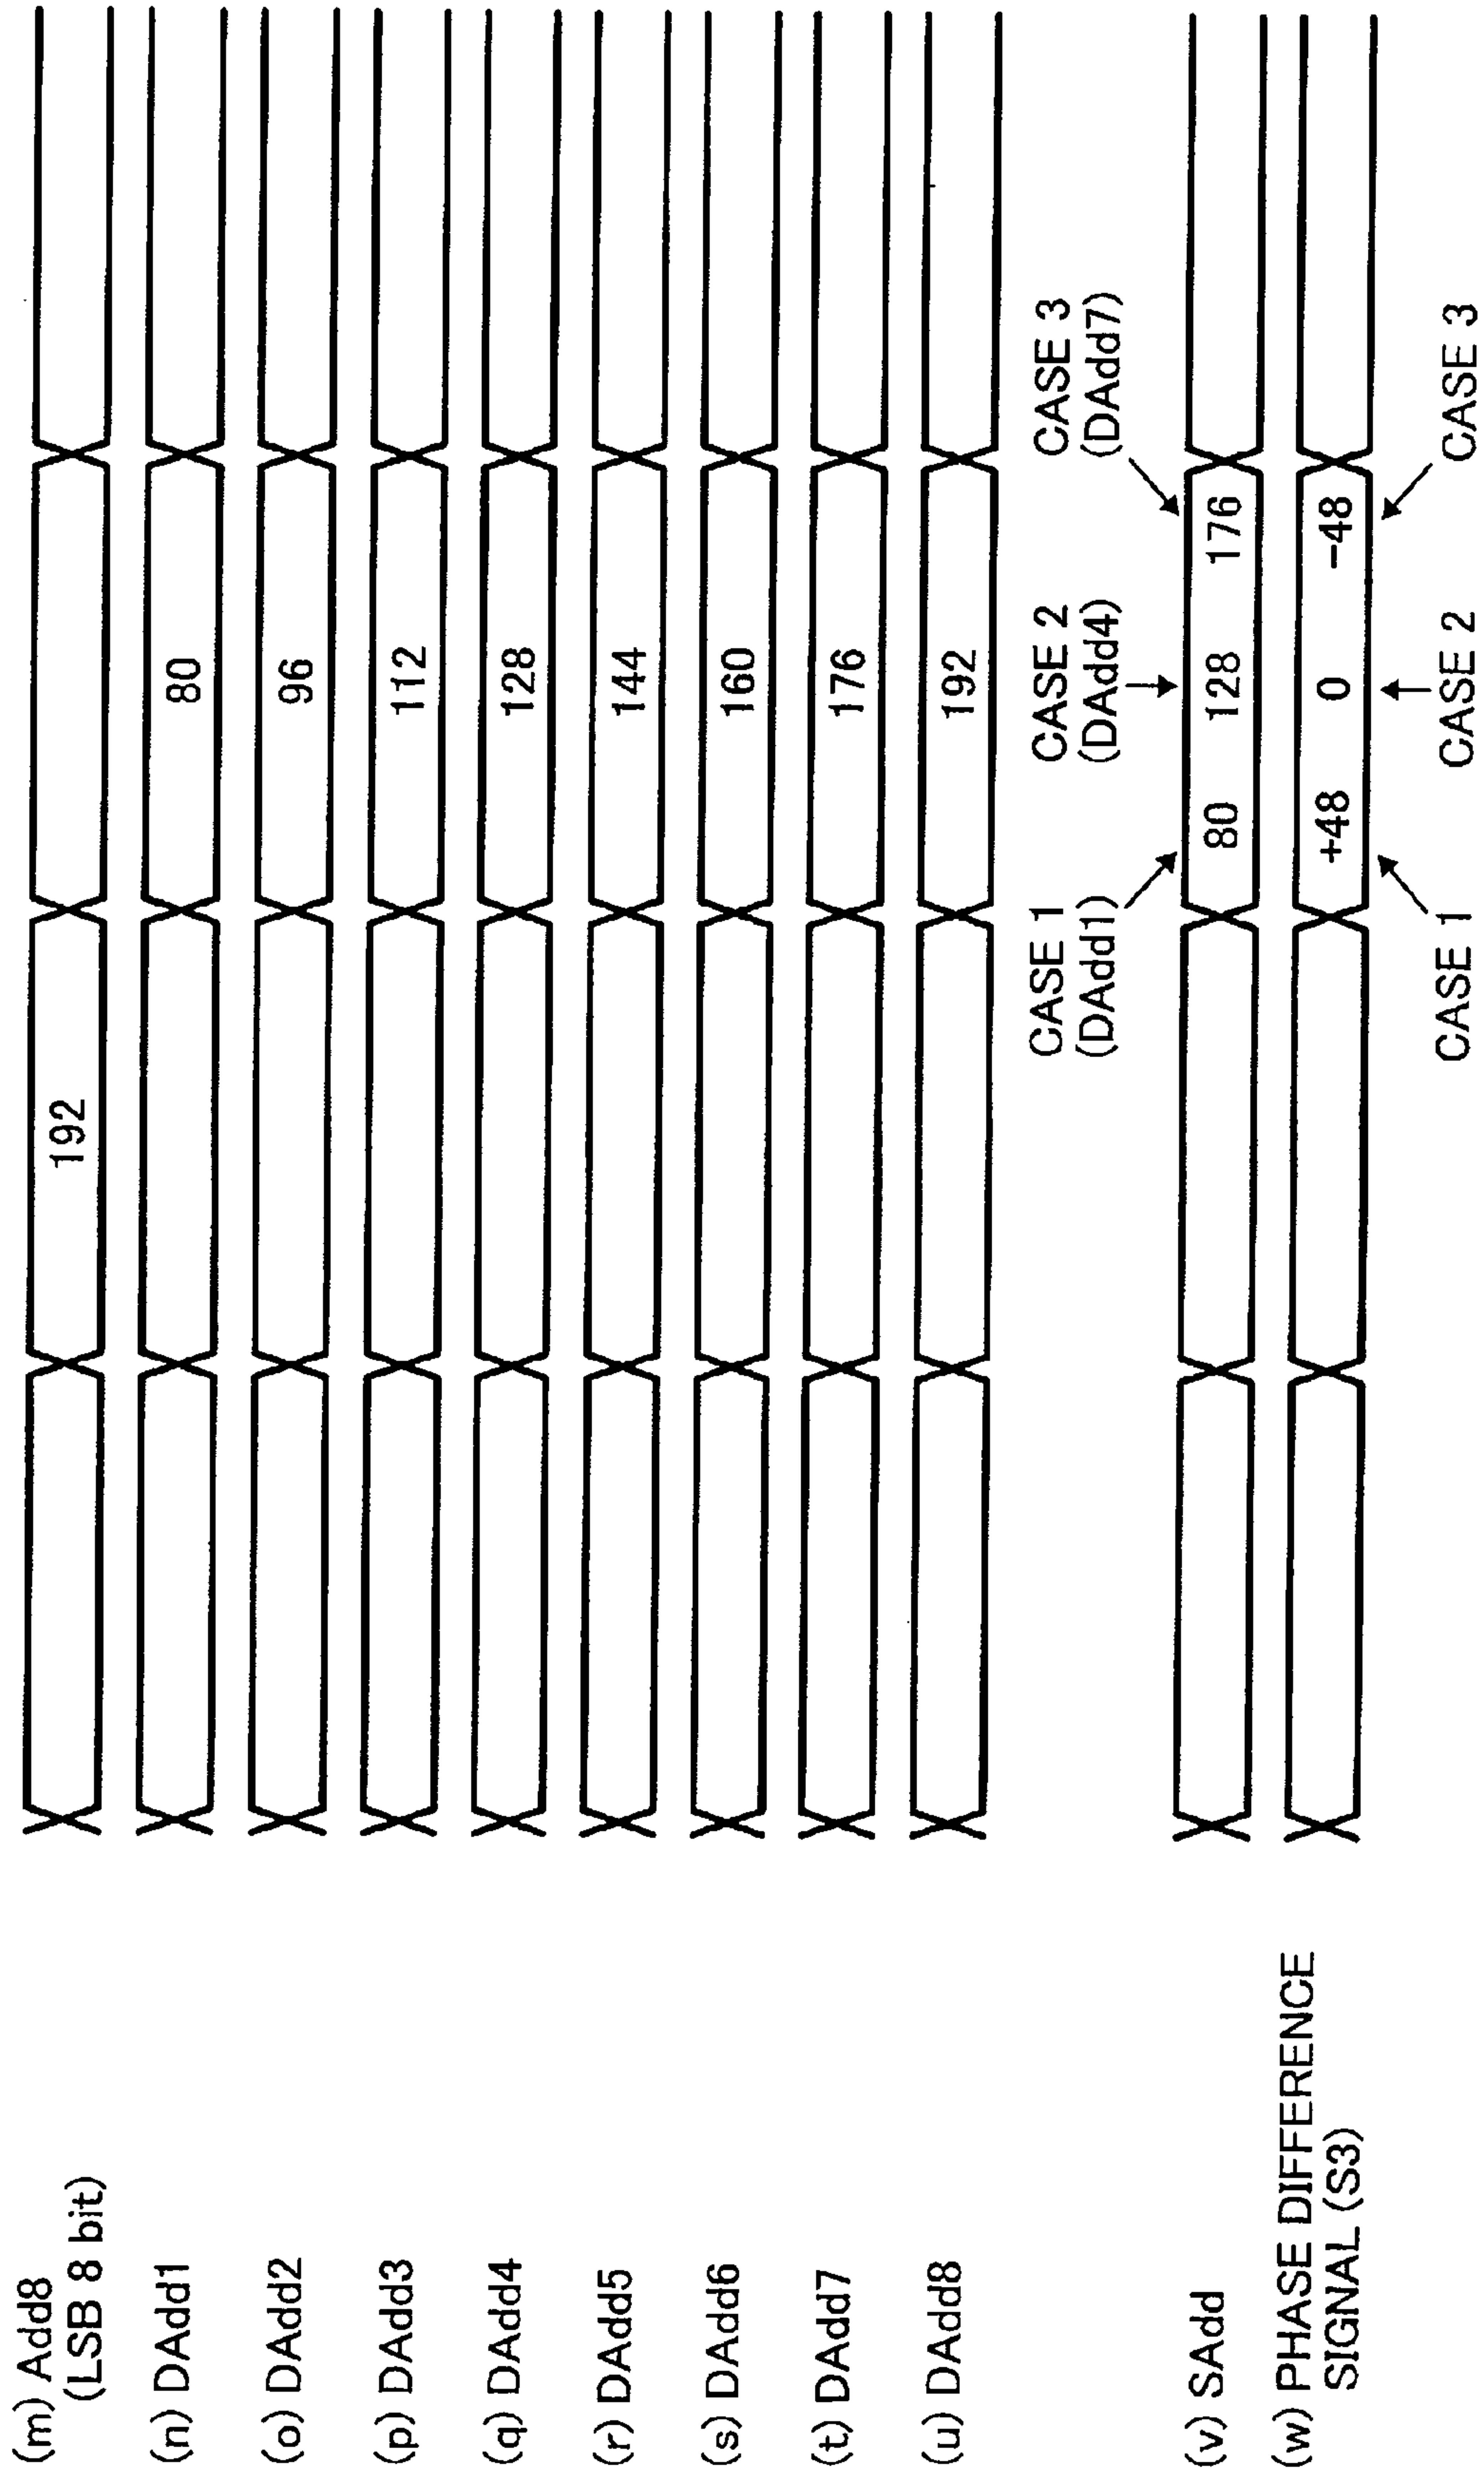 (m) Add8
(LSB 8 bit)
192
(n) DAdd1
80
(o) DAdd2
96
(p) DAdd3
112
(q) DAdd4
128
(r) DAdd5
144
(s) DAdd6
160
(t) DAdd7
176
(u) DAdd8
192
CASE 1
(DAdd1)
CASE 2
(DAdd4)
CASE 3
(DAdd7)
(v) SAdd
80 128 176
(w) PHASE DIFFERENCE
SIGNAL (S3)
+48 0 -48
CASE 1
CASE 2
CASE 3